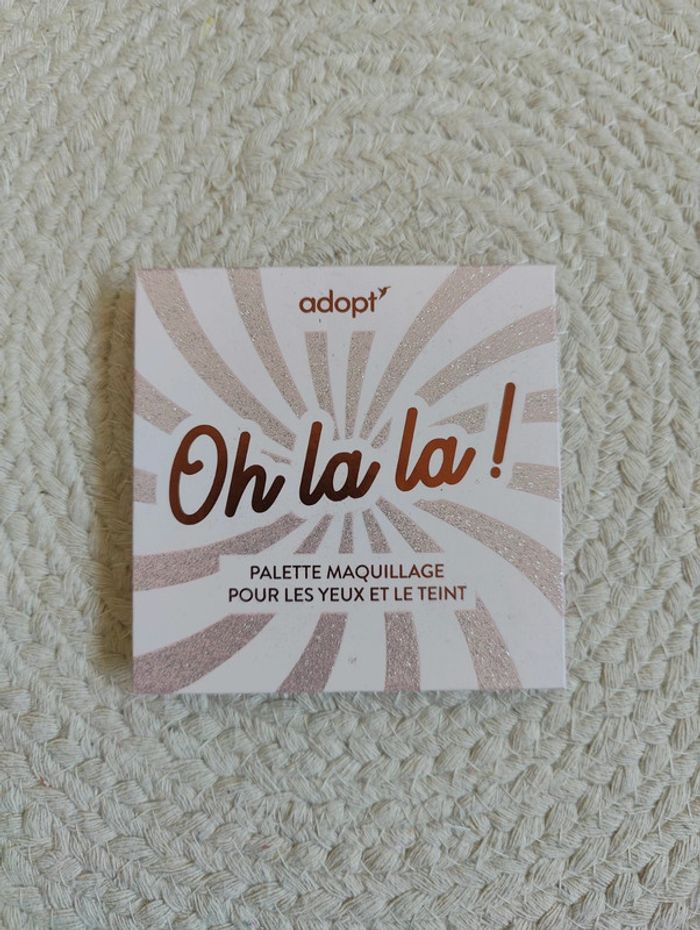 adopt'
Oh la la !
PALETTE MAQUILLAGE
POUR LES YEUX ET LE TEINT